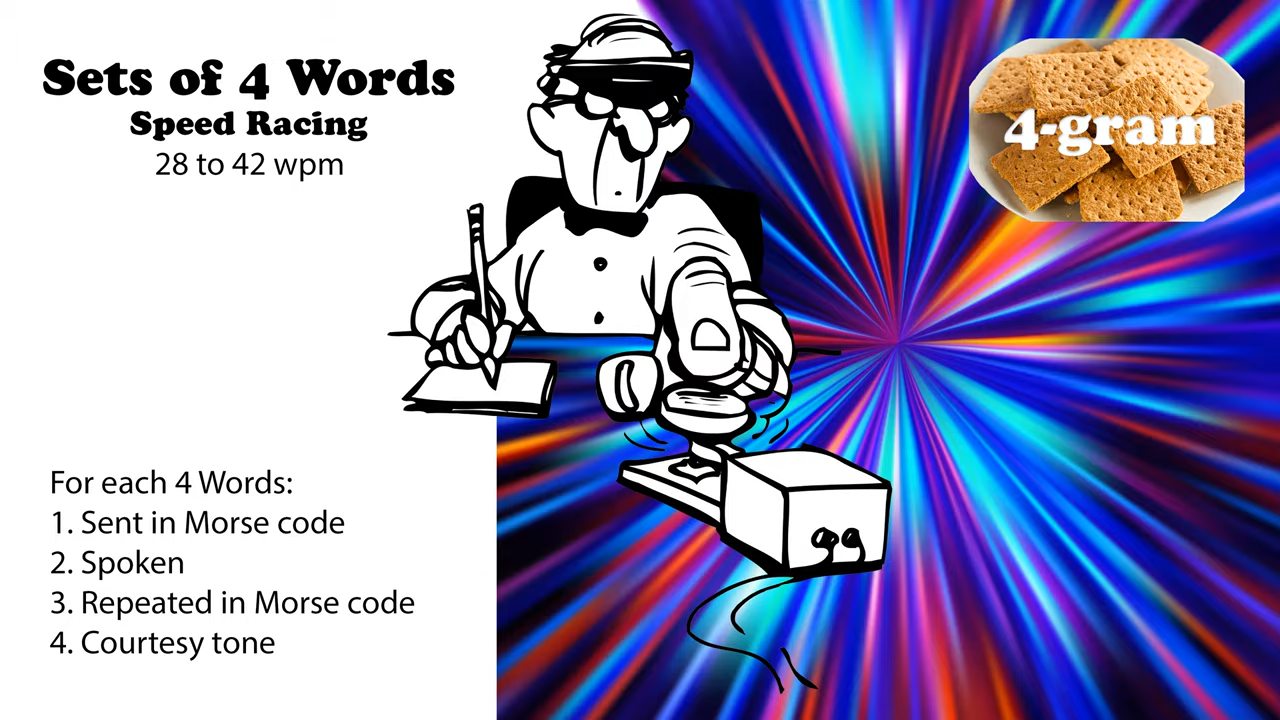 Sets of 4 Words
Speed Racing
28 to 42 wpm
4-gram
For each 4 Words:
1. Sent in Morse code
2. Spoken
3. Repeated in Morse code
4. Courtesy tone